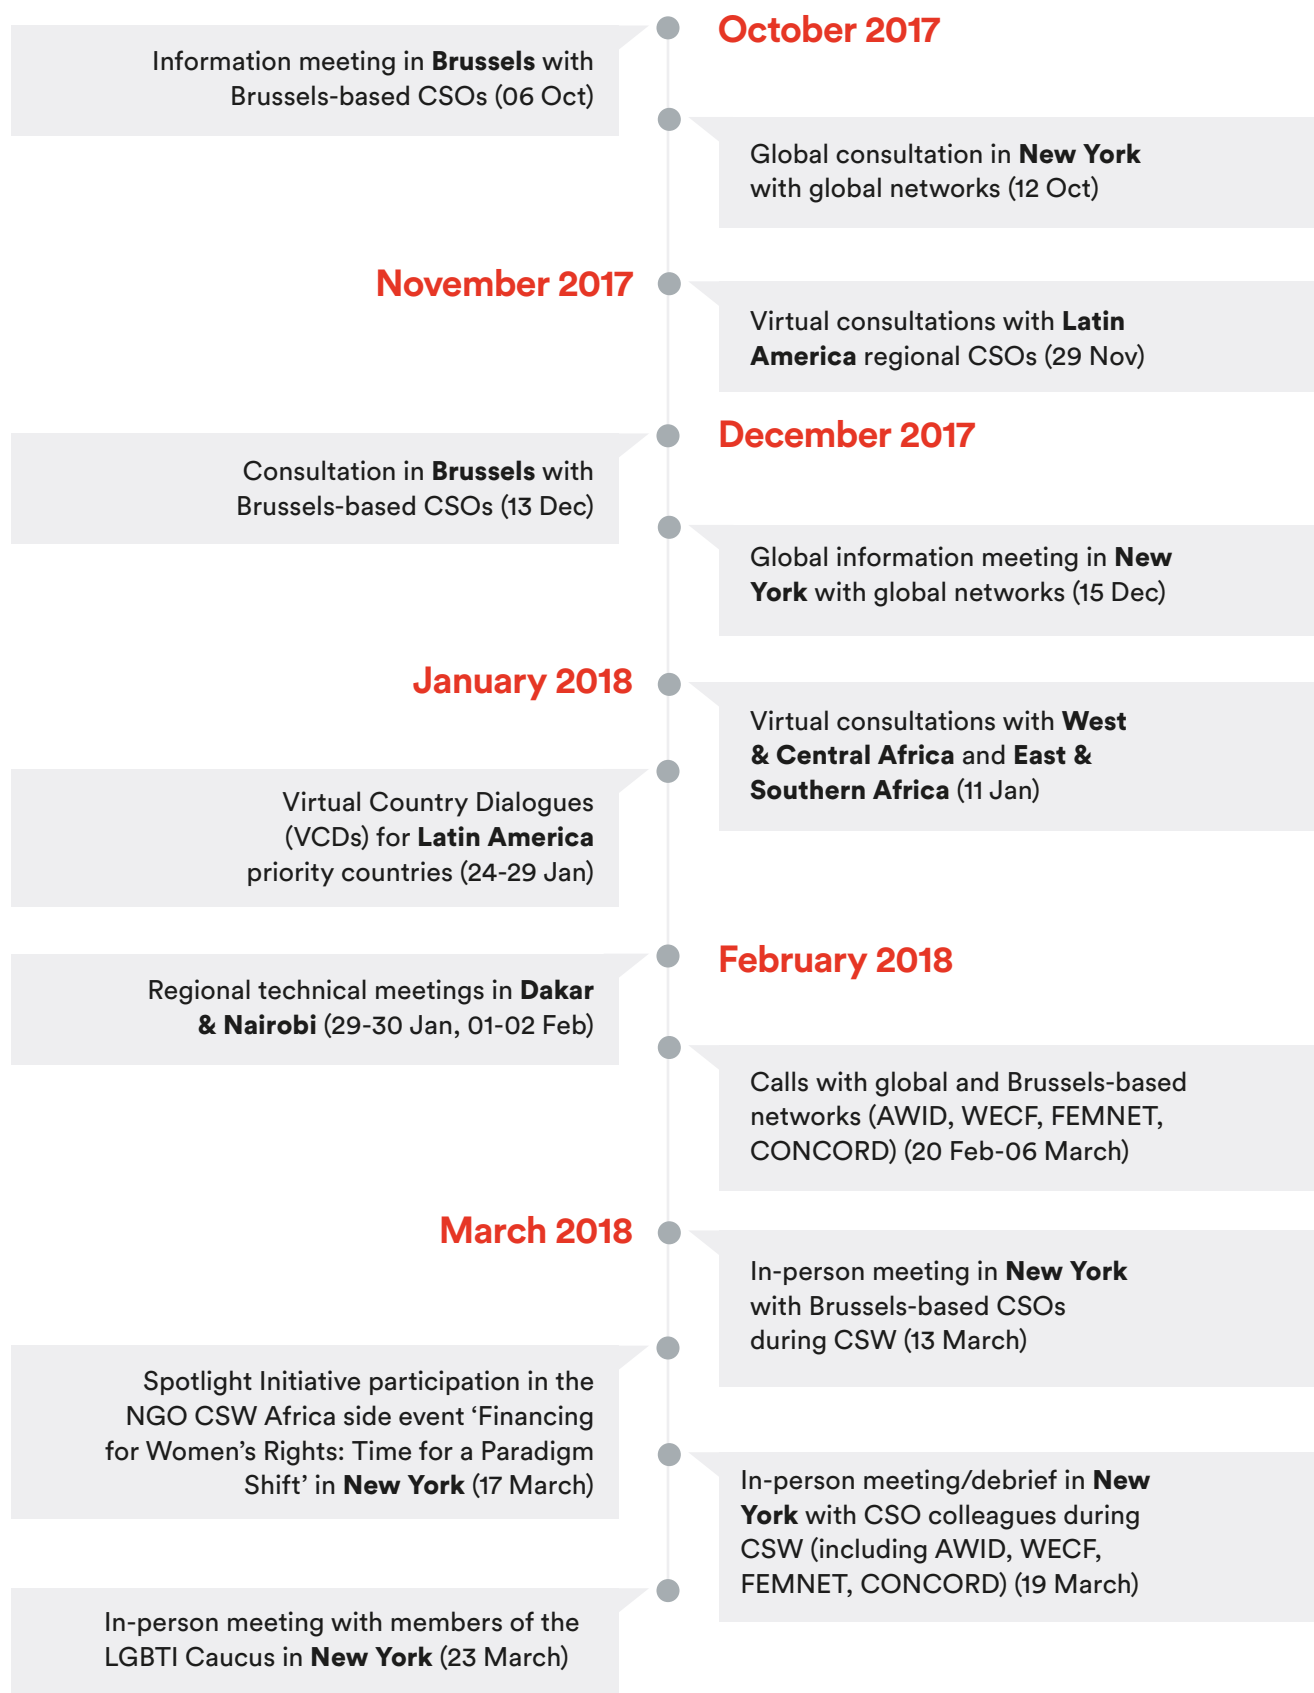 October 2017
Information meeting in Brussels with
Brussels-based CSOs (06 Oct)
Global consultation in New York
with global networks (12 Oct)
November 2017
Virtual consultations with Latin
America regional CSOs (29 Nov)
December 2017
Consultation in Brussels with
Brussels-based CSOs (13 Dec)
Global information meeting in New
York with global networks (15 Dec)
January 2018
Virtual consultations with West
& Central Africa and East &
Southern Africa (11 Jan)
Virtual Country Dialogues
(VCDs) for Latin America
priority countries (24-29 Jan)
February 2018
Regional technical meetings in Dakar
& Nairobi (29-30 Jan, 01-02 Feb)
Calls with global and Brussels-based
networks (AWID, WECF, FEMNET,
CONCORD) (20 Feb-06 March)
March 2018
In-person meeting in New York
with Brussels-based CSOs
during CSW (13 March)
Spotlight Initiative participation in the
NGO CSW Africa side event ‘Financing
for Women’s Rights: Time for a Paradigm
Shift’ in New York (17 March)
In-person meeting/debrief in New
York with CSO colleagues during
CSW (including AWID, WECF,
FEMNET, CONCORD) (19 March)
In-person meeting with members of the
LGBTI Caucus in New York (23 March)